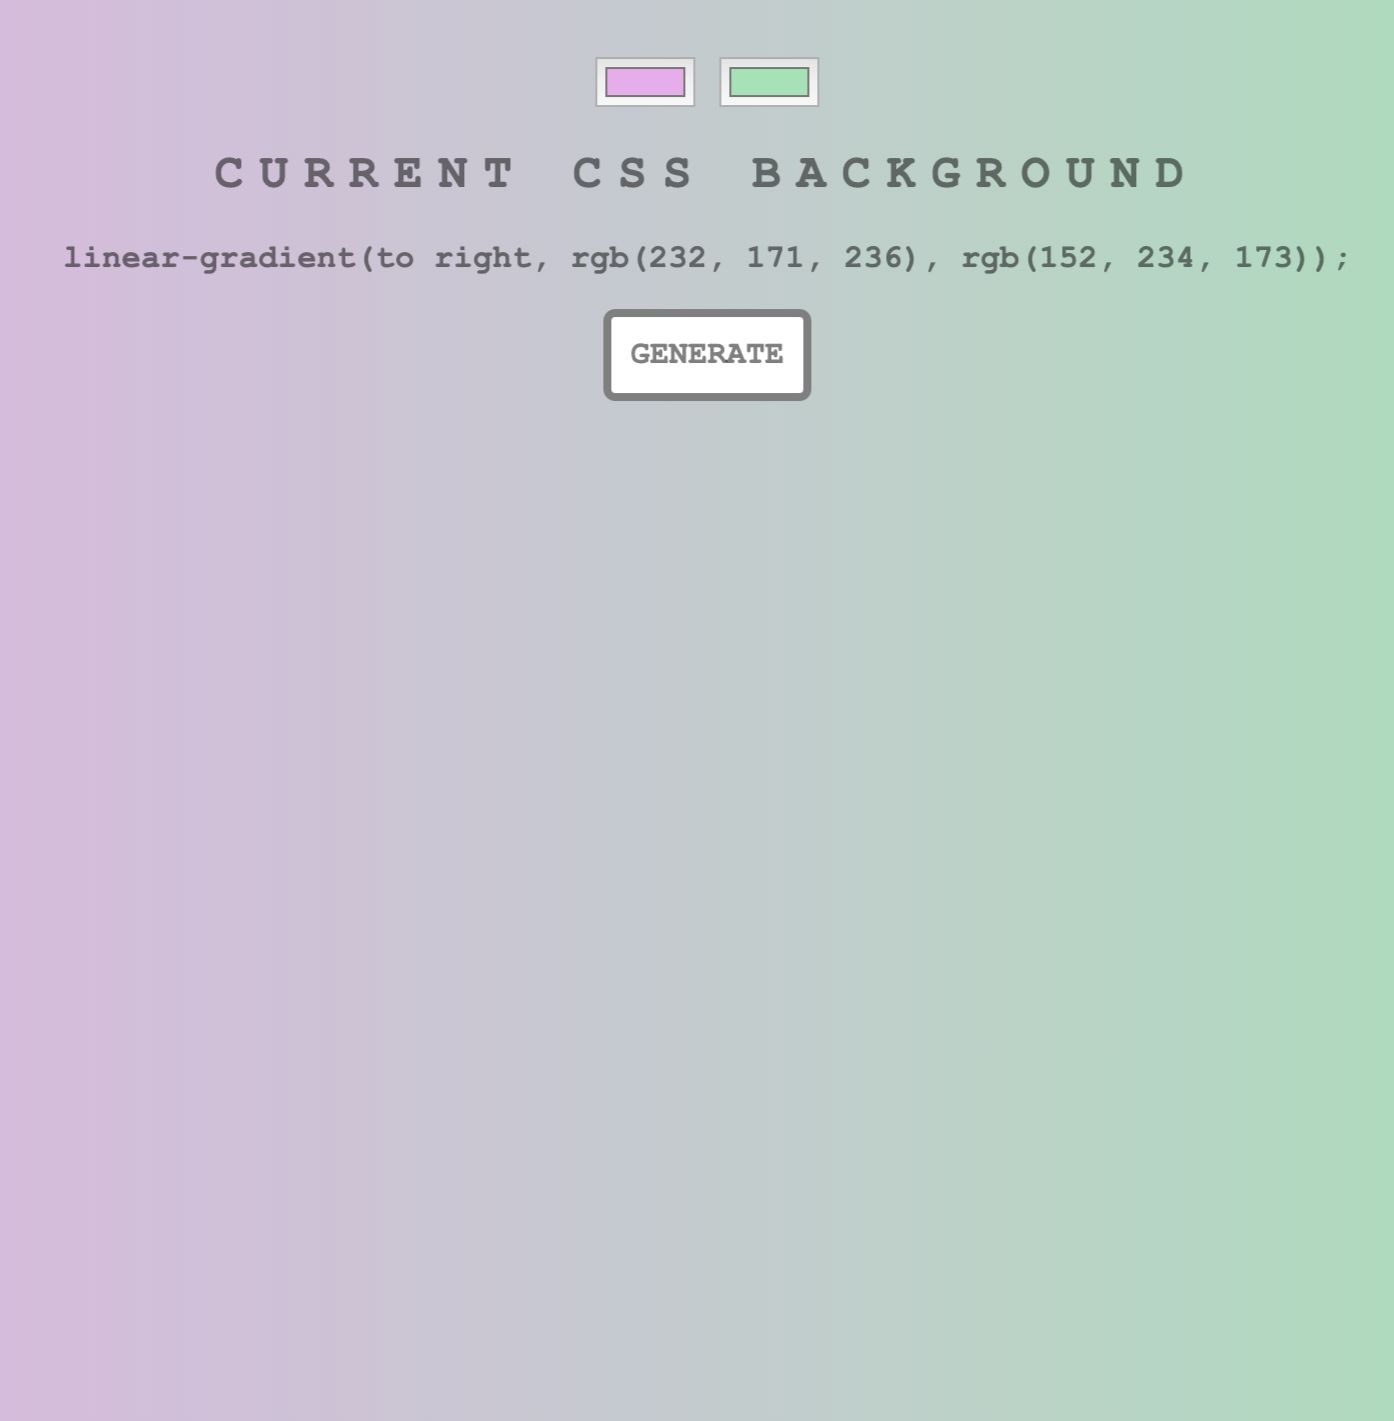 CURRENT CSS BACKGROUND
linear-gradient(to right, rgb(232, 171, 236), rgb(152, 234, 173));
GENERATE